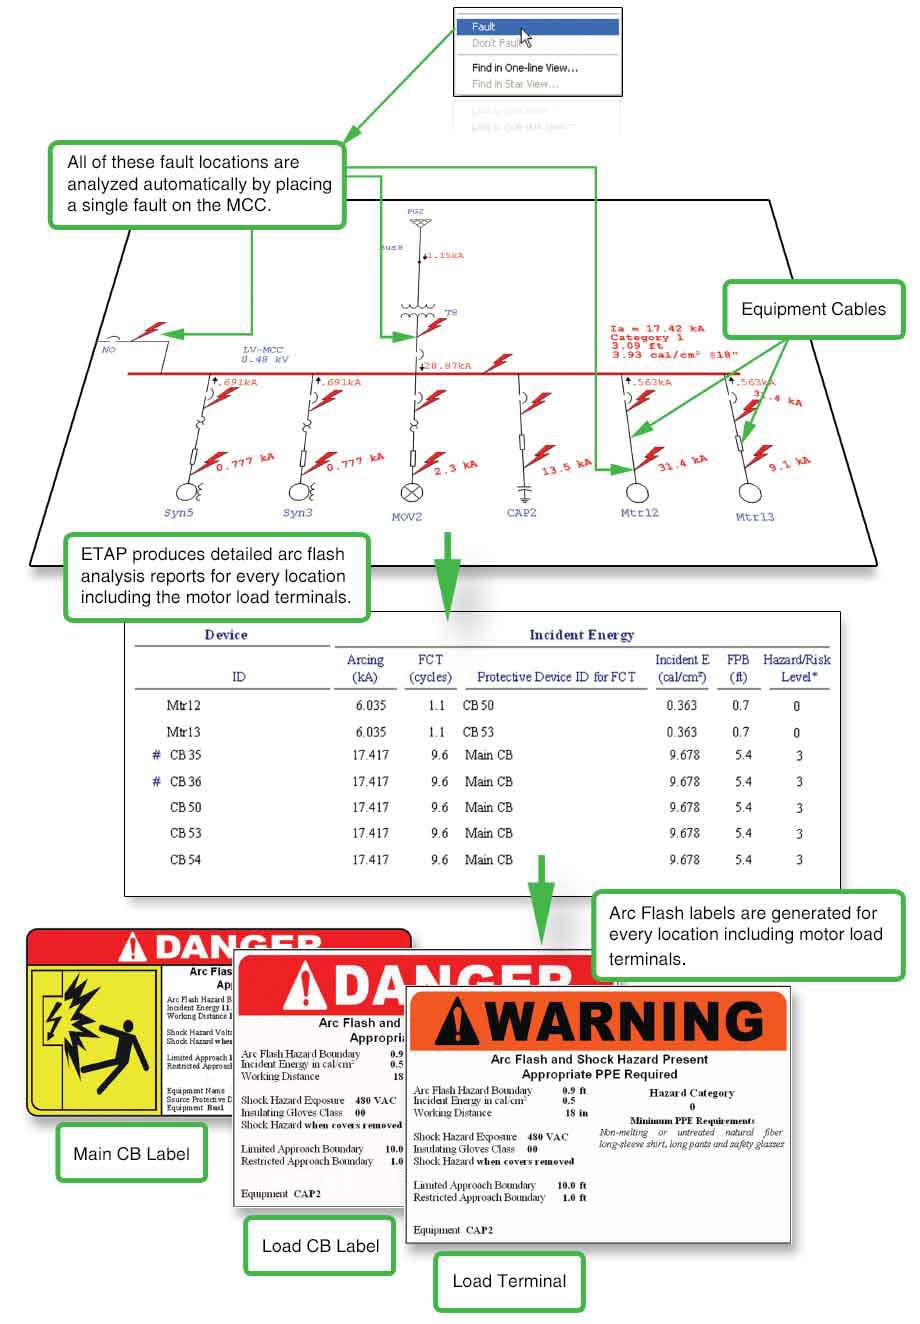 Fault
Don't Fault
Find in One-line View...
Find in Star View...
All of these fault locations are
analyzed automatically by placing
a single fault on the MCC.
PG2
Bus8
1.15kA
Equipment Cables
T8
NO
LV-MCC
0.48 kV
Ia = 17.42 kA
Category 1
3.09 ft
3.93 cal/cm² @18"
28.87kA
.691kA
.691kA
.563kA
.563kA
31.4 kA
0.777 kA
0.777 kA
2.3 kA
13.5 kA
31.4 kA
9.1 kA
Syn5
Syn3
MOV2
CAP2
Mtr12
Mtr13
ETAP produces detailed arc flash
analysis reports for every location
including the motor load terminals.
Device Incident Energy
ID Arcing (kA) FCT (cycles) Protective Device ID for FCT Incident E (cal/cm²) FPB (ft) Hazard/Risk Level*
Mtr12 6.035 1.1 CB 50 0.363 0.7 0
Mtr13 6.035 1.1 CB 53 0.363 0.7 0
# CB 35 17.417 9.6 Main CB 9.678 5.4 3
# CB 36 17.417 9.6 Main CB 9.678 5.4 3
CB 50 17.417 9.6 Main CB 9.678 5.4 3
CB 53 17.417 9.6 Main CB 9.678 5.4 3
CB 54 17.417 9.6 Main CB 9.678 5.4 3
Arc Flash labels are generated for
every location including motor load
terminals.
DANGER
Arc Flas
Ap
Arc Flash Hazard B
Incident Energy 11.
Working Distance 1
Shock Hazard Volt
Shock Hazard when
Limited Approach 1
Restricted Approach
Equipment Name
Source Protective D
Equipment Bus1
Main CB Label
DANGER
Arc Flash and
Appropri
Arc Flash Hazard Boundary 0.9
Incident Energy in cal/cm² 0.5
Working Distance 18
Shock Hazard Exposure 480 VAC
Insulating Gloves Class 00
Shock Hazard when covers removed
Limited Approach Boundary 10.0
Restricted Approach Boundary 1.0
Equipment CAP2
Load CB Label
WARNING
Arc Flash and Shock Hazard Present
Appropriate PPE Required
Arc Flash Hazard Boundary 0.9 ft
Incident Energy in cal/cm² 0.5
Working Distance 18 in
Shock Hazard Exposure 480 VAC
Insulating Gloves Class 00
Shock Hazard when covers removed
Limited Approach Boundary 10.0 ft
Restricted Approach Boundary 1.0 ft
Equipment CAP2
Hazard Category
0
Minimum PPE Requirements
Non-melting or untreated natural fiber
long-sleeve shirt, long pants and safety glasses
Load Terminal